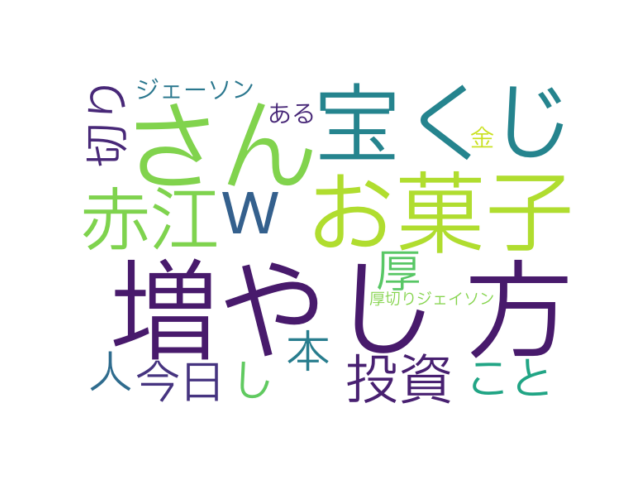 切り
ジェーソン
さん
ある
宝くじ
金
赤江
W
お菓子
増やし方
厚
厚切りジェイソン
人
今日
し
本
投資
こと